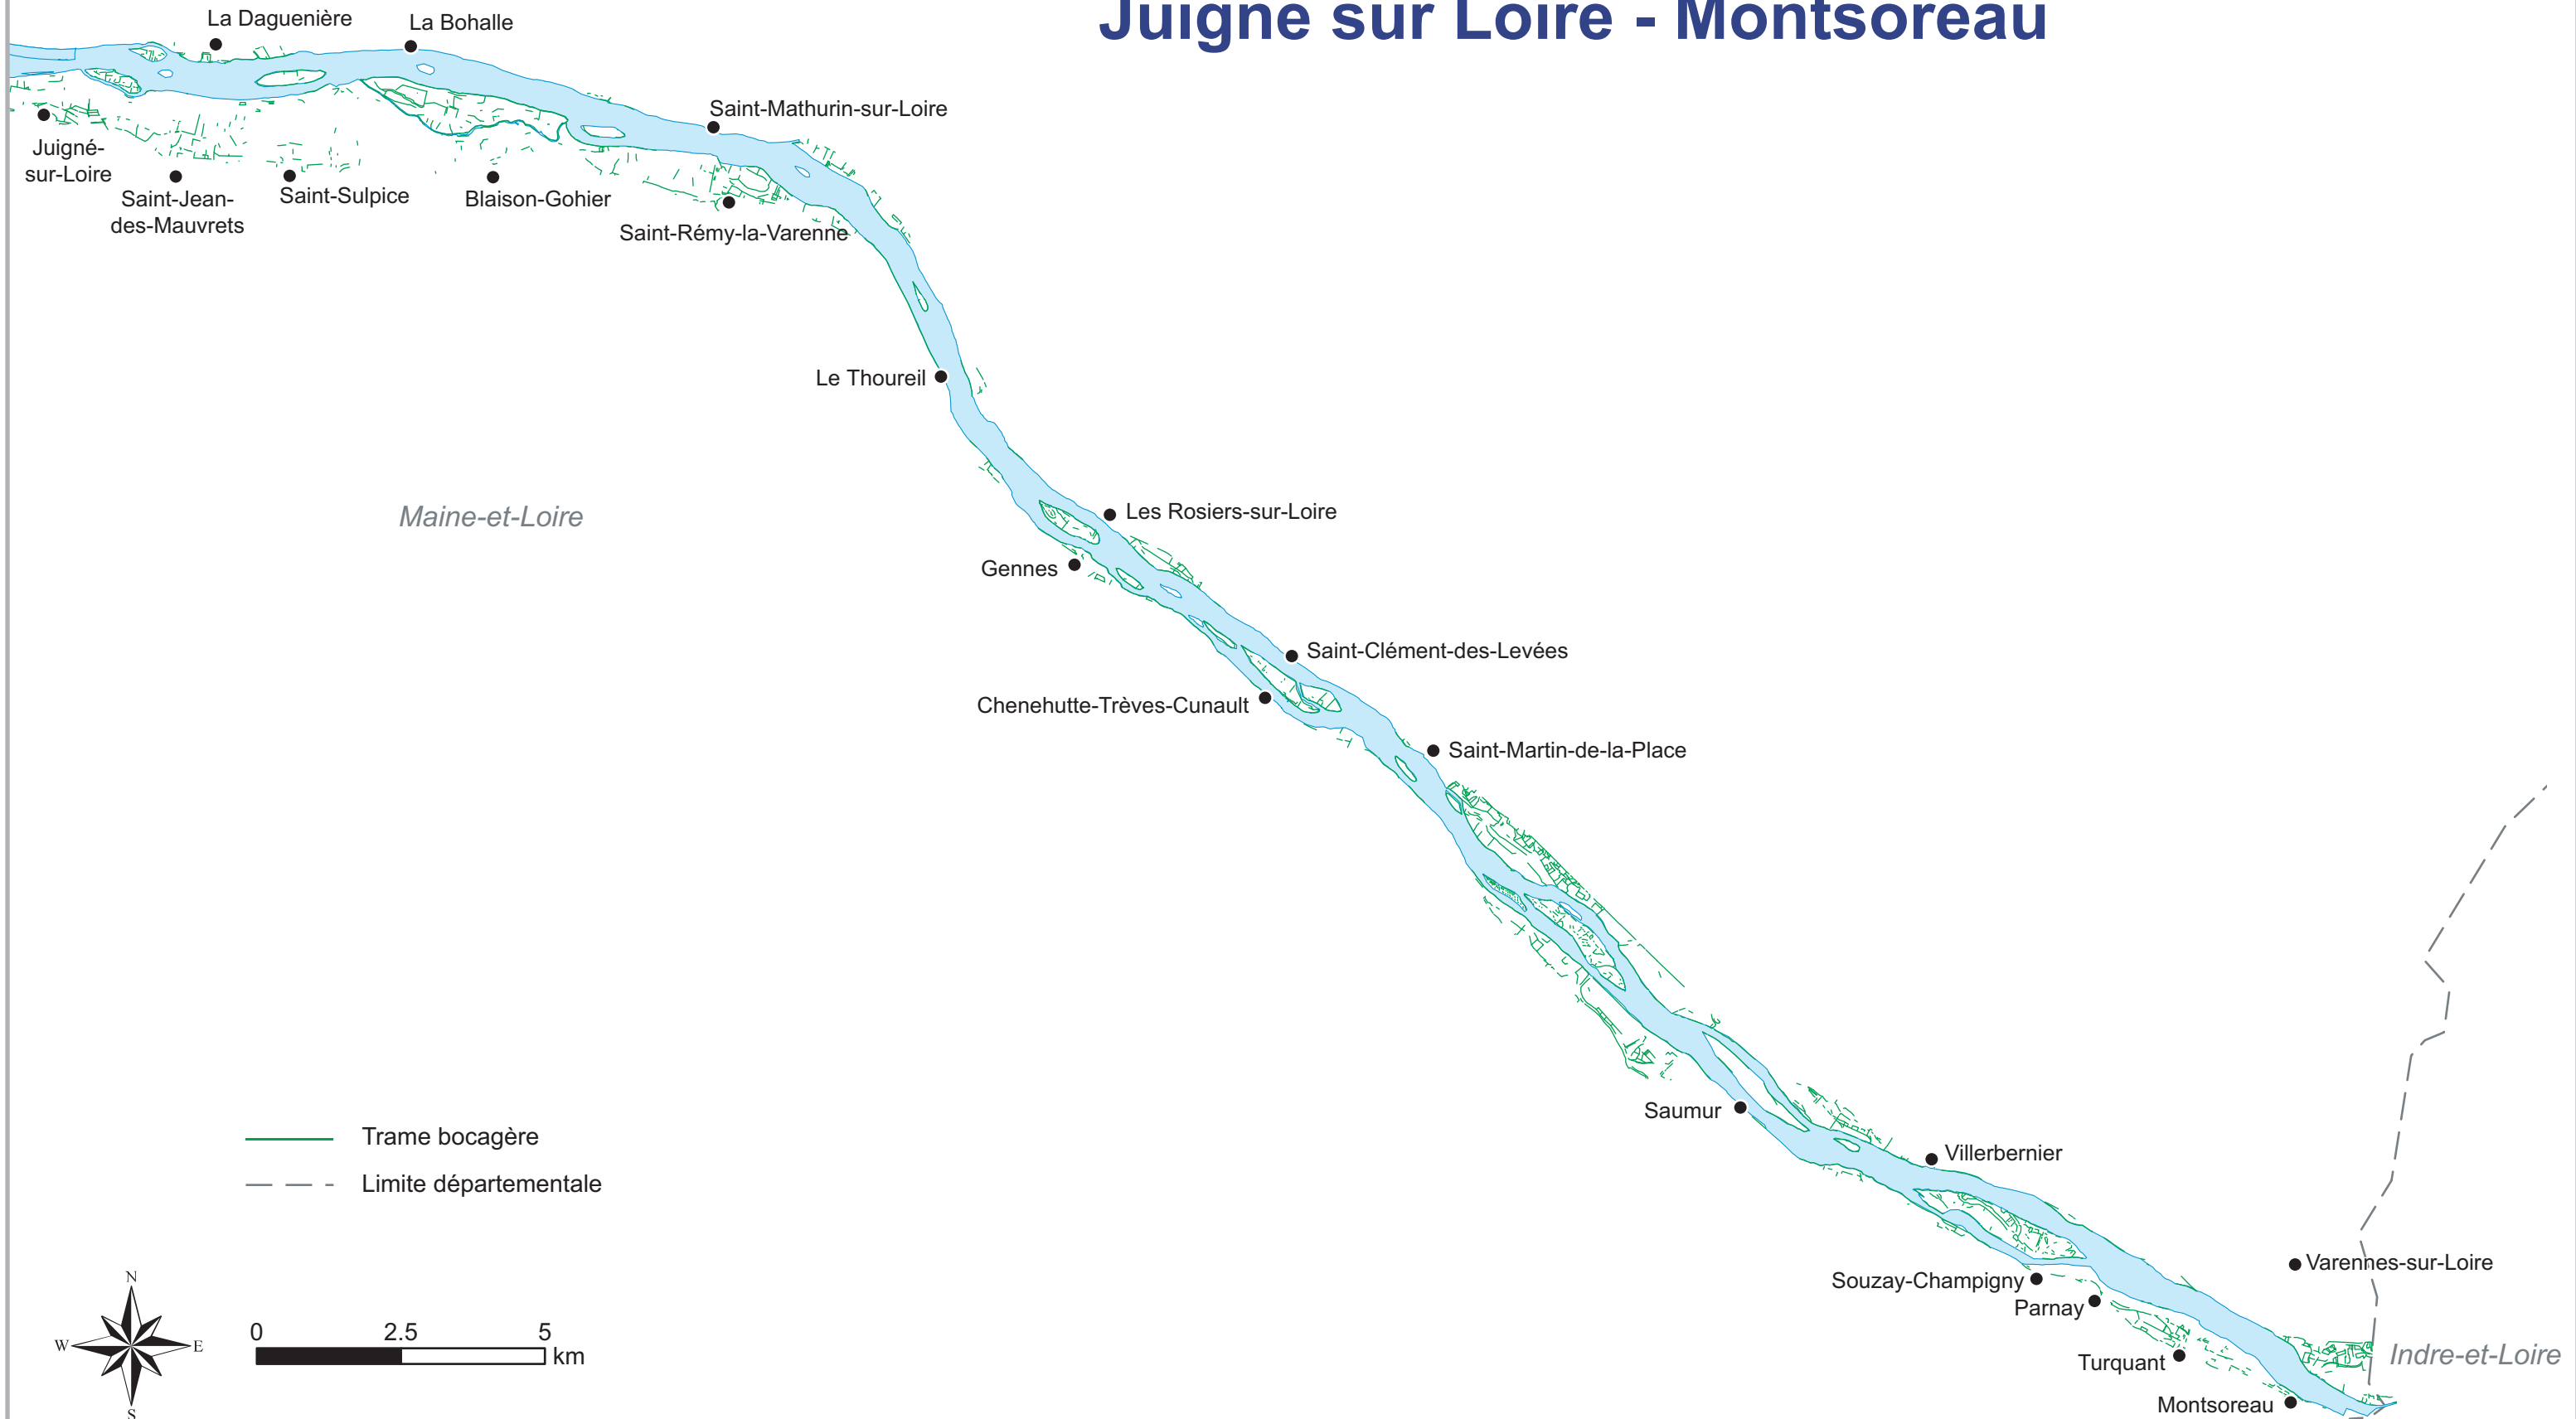 Juigné sur Loire - Montsoreau
La Daguenière
La Bohalle
Saint-Mathurin-sur-Loire
Juigné-
sur-Loire
Saint-Jean-
des-Mauvrets
Saint-Sulpice
Blaison-Gohier
Saint-Rémy-la-Varenne
Le Thoureil
Maine-et-Loire
Les Rosiers-sur-Loire
Gennes
Saint-Clément-des-Levées
Chenehutte-Trèves-Cunault
Saint-Martin-de-la-Place
Saumur
Trame bocagère
Villerbernier
Limite départementale
Varennes-sur-Loire
Souzay-Champigny
Parnay
Turquant
Indre-et-Loire
Montsoreau
N
W
E
S
0 2.5 5
km